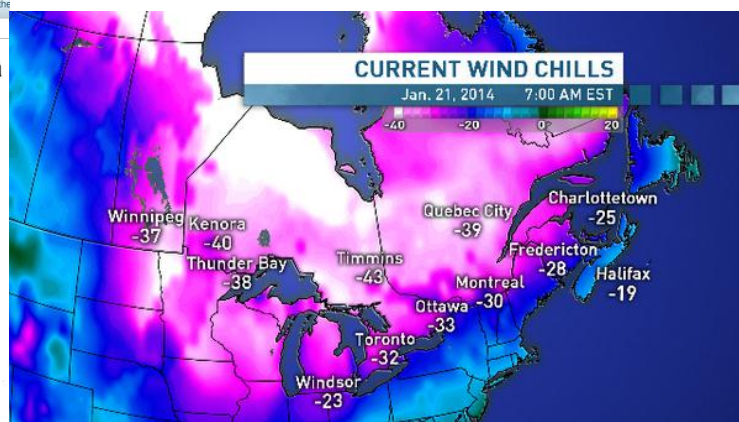 the
CURRENT WIND CHILLS
Jan. 21, 2014 7:00 AM EST
-40 -20 0° 20
Winnipeg
-37
Kenora
-40
Thunder Bay
-38
Timmins
-43
Quebec City
-39
Charlottetown
-25
Fredericton
-28
Halifax
-19
Montreal
-30
Ottawa
-33
Toronto
-32
Windsor
-23